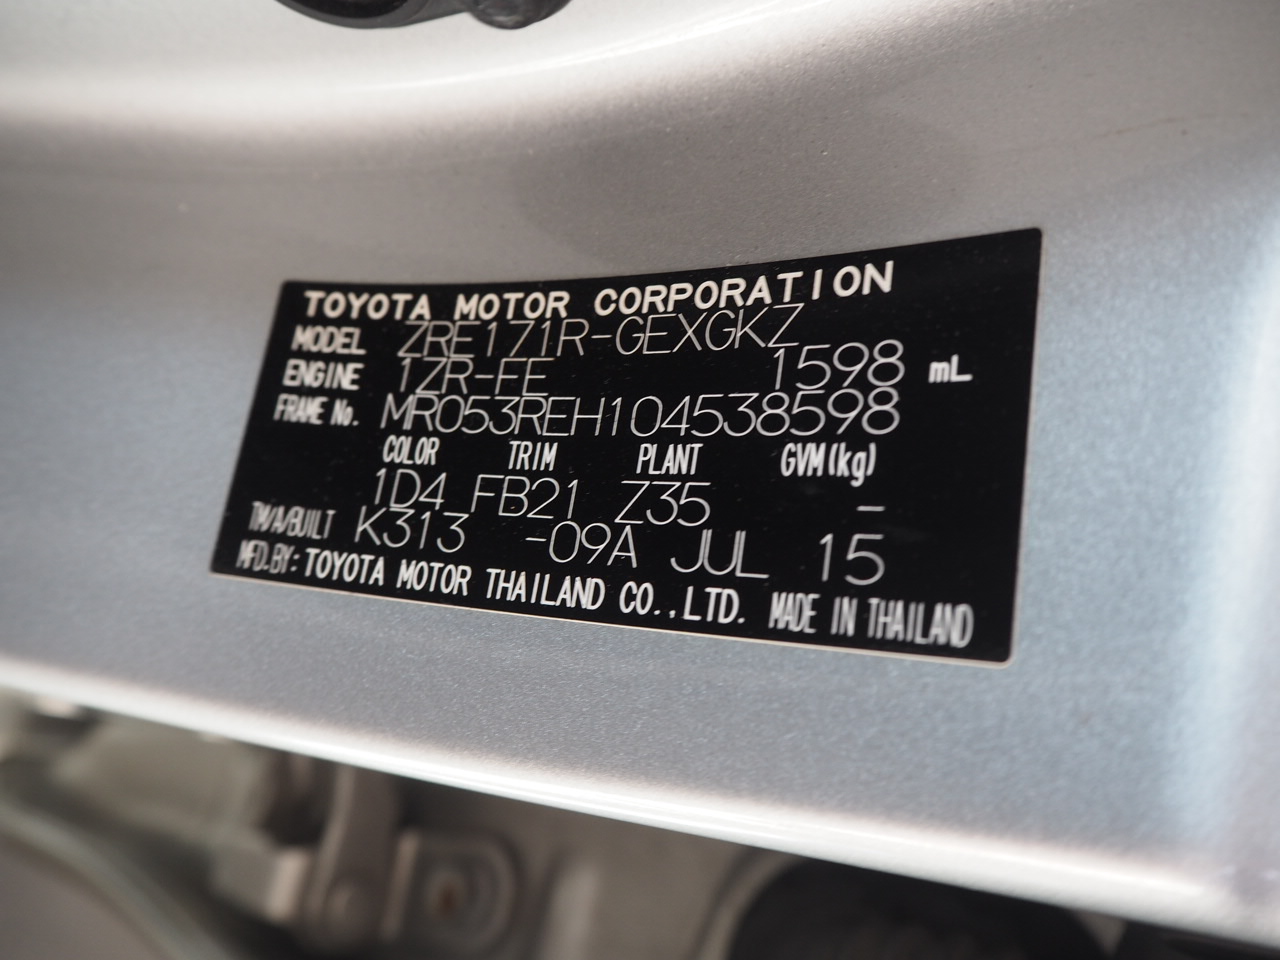 TOYOTA MOTOR CORPORATION
MODEL ZRE171R-GEXGKZ
ENGINE 1ZR-FE 1598 mL
FRAME No. MR053REH104538598
COLOR TRIM PLANT GVM(kg)
1D4 FB21 Z35 –
TM/A/BUILT K313 -09A JUL 15
MFD.BY: TOYOTA MOTOR THAILAND CO.,LTD. MADE IN THAILAND